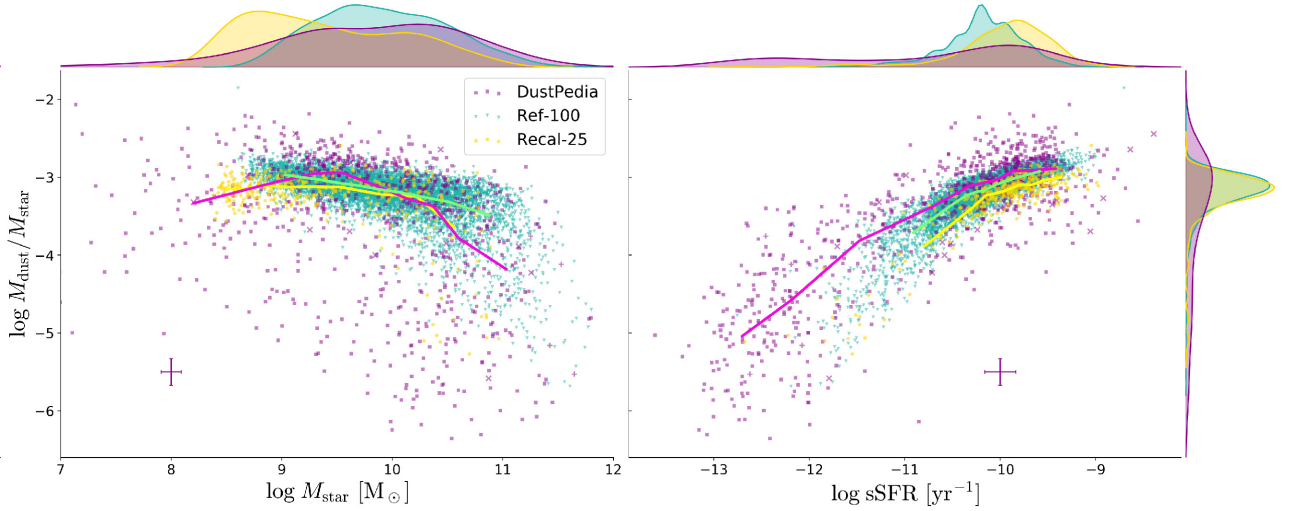 DustPedia
Ref-100
Recal-25
−2
−3
−4
−5
−6
log M_dust/M_star
7
8
9
10
11
12
log M_star [M_⊙]
−13
−12
−11
−10
−9
log sSFR [yr⁻¹]